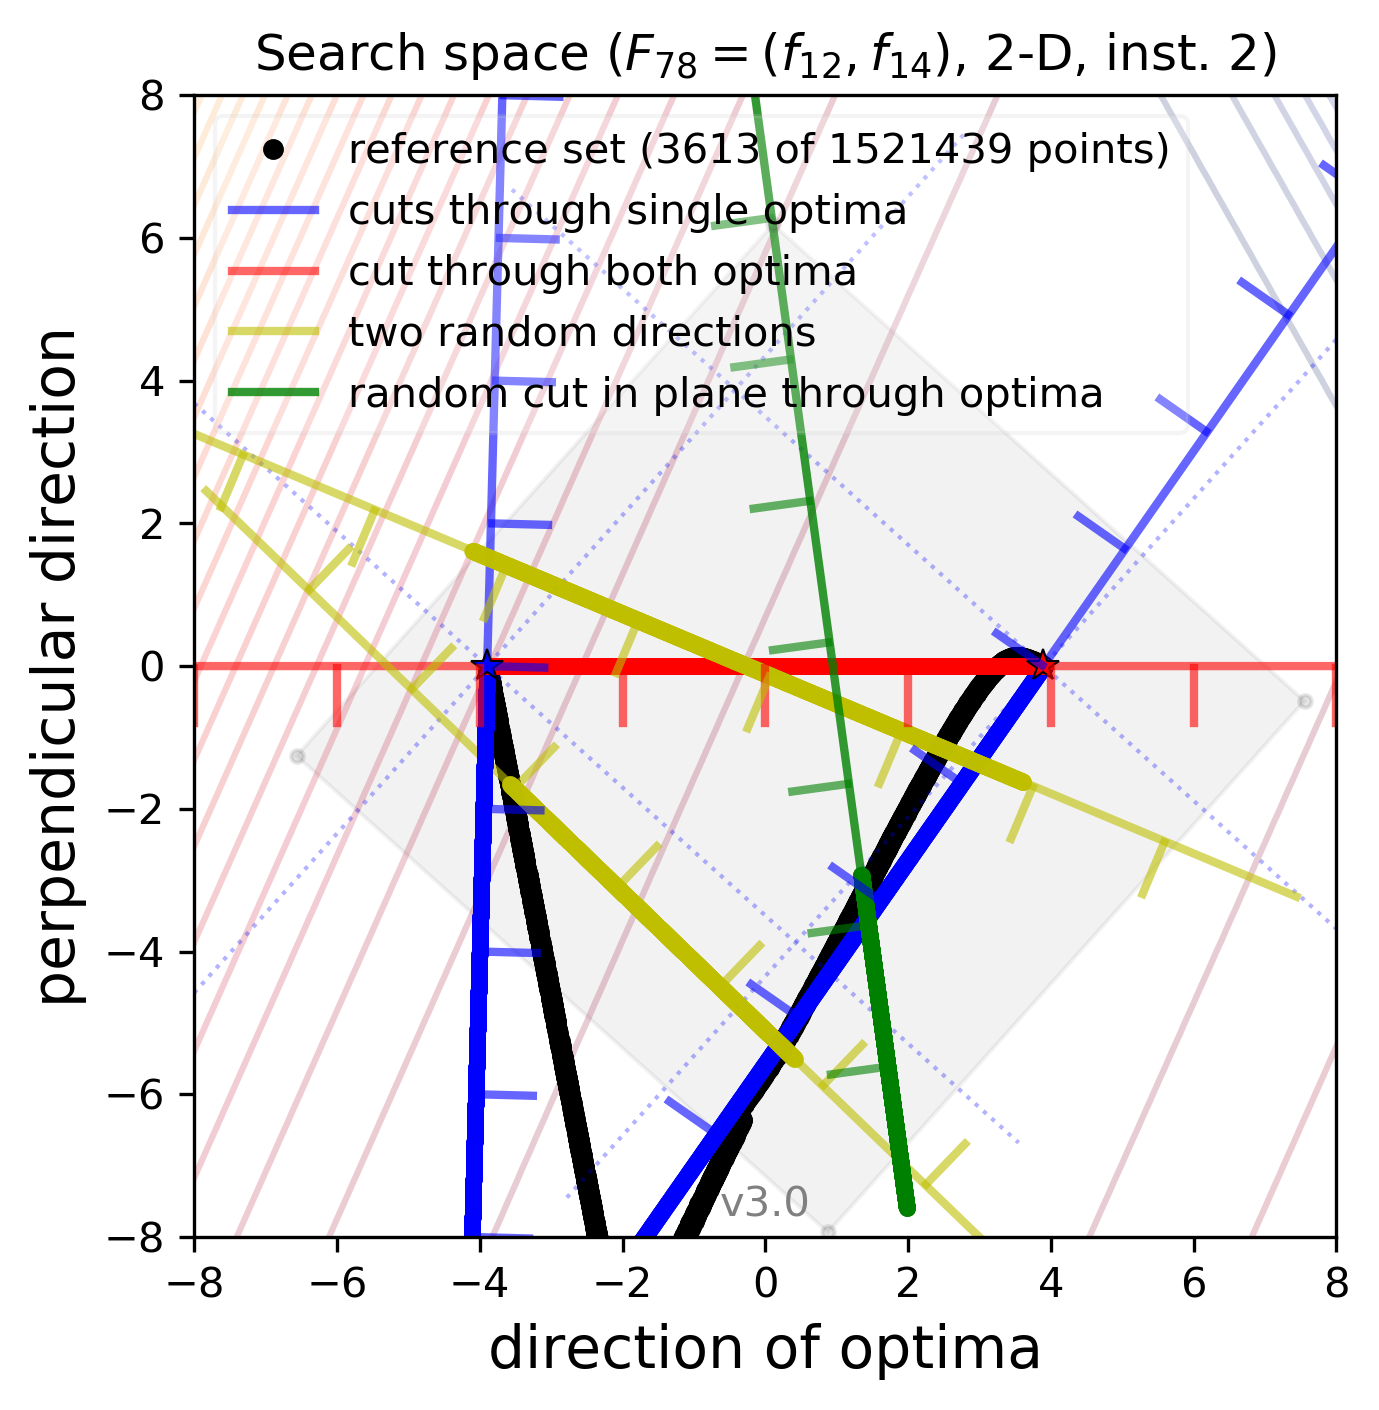 Search space (F₇₈ = (f₁₂, f₁₄), 2-D, inst. 2)
reference set (3613 of 1521439 points)
cuts through single optima
cut through both optima
two random directions
random cut in plane through optima
perpendicular direction
8
6
4
2
0
−2
−4
−6
−8
v3.0
−8 −6 −4 −2 0 2 4 6 8
direction of optima